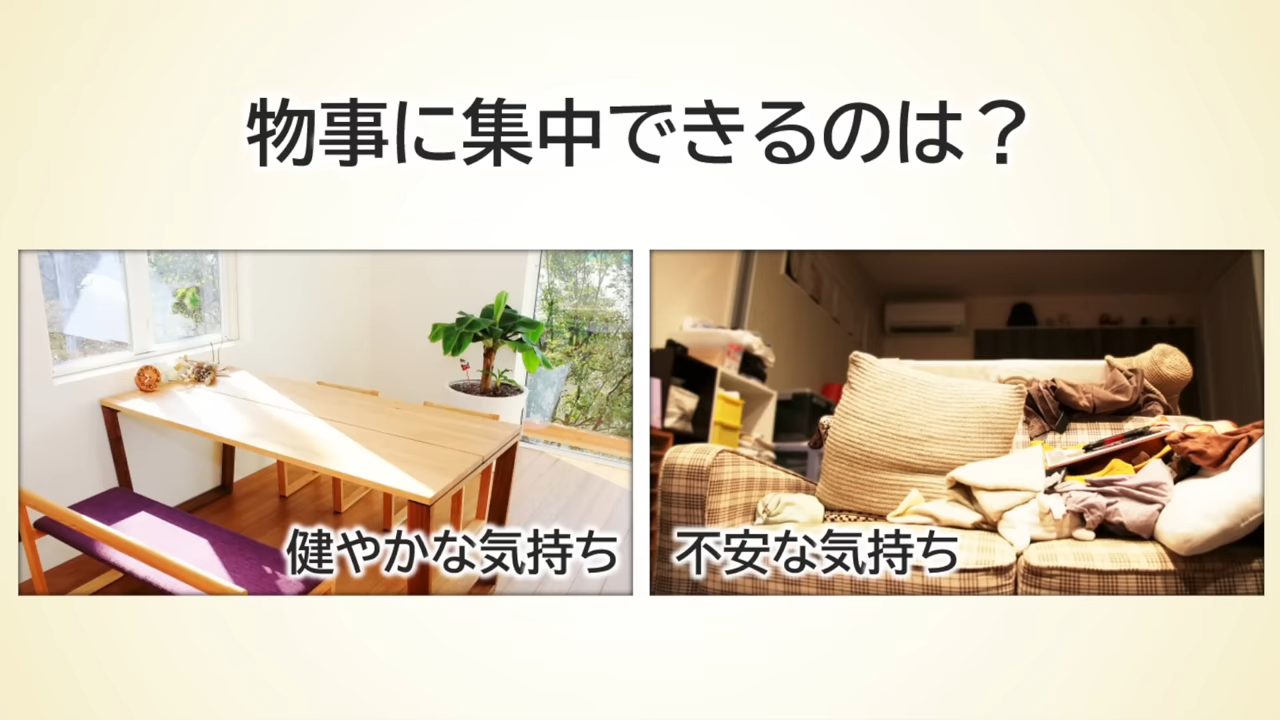 物事に集中できるのは？
健やかな気持ち
不安な気持ち